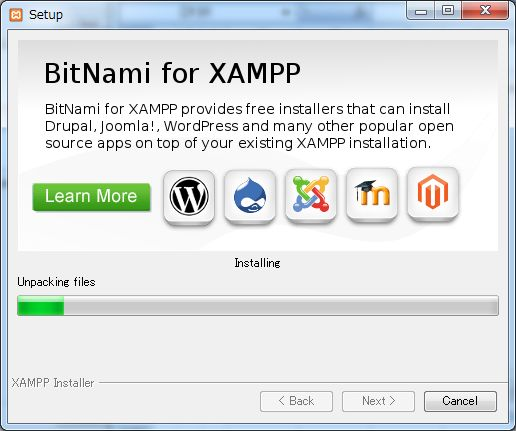 Setup
BitNami for XAMPP
BitNami for XAMPP provides free installers that can install
Drupal, Joomla!, WordPress and many other popular open
source apps on top of your existing XAMPP installation.
Learn More
Installing
Unpacking files
XAMPP Installer
< Back
Next >
Cancel